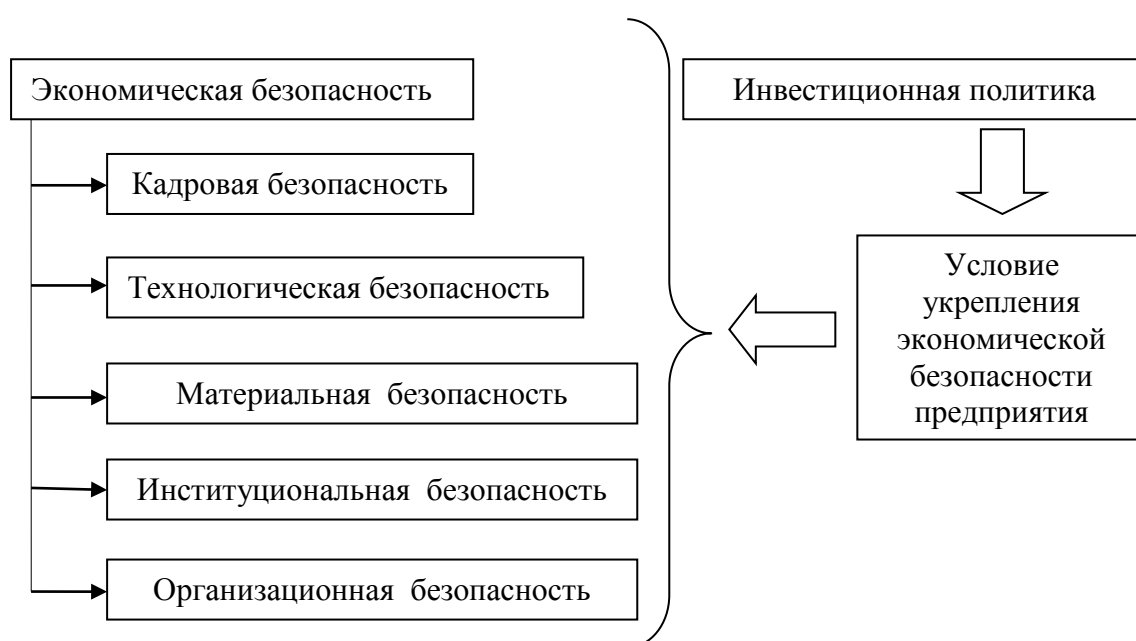 Экономическая безопасность
Кадровая безопасность
Технологическая безопасность
Материальная безопасность
Институциональная безопасность
Организационная безопасность
Инвестиционная политика
Условие
укрепления
экономической
безопасности
предприятия